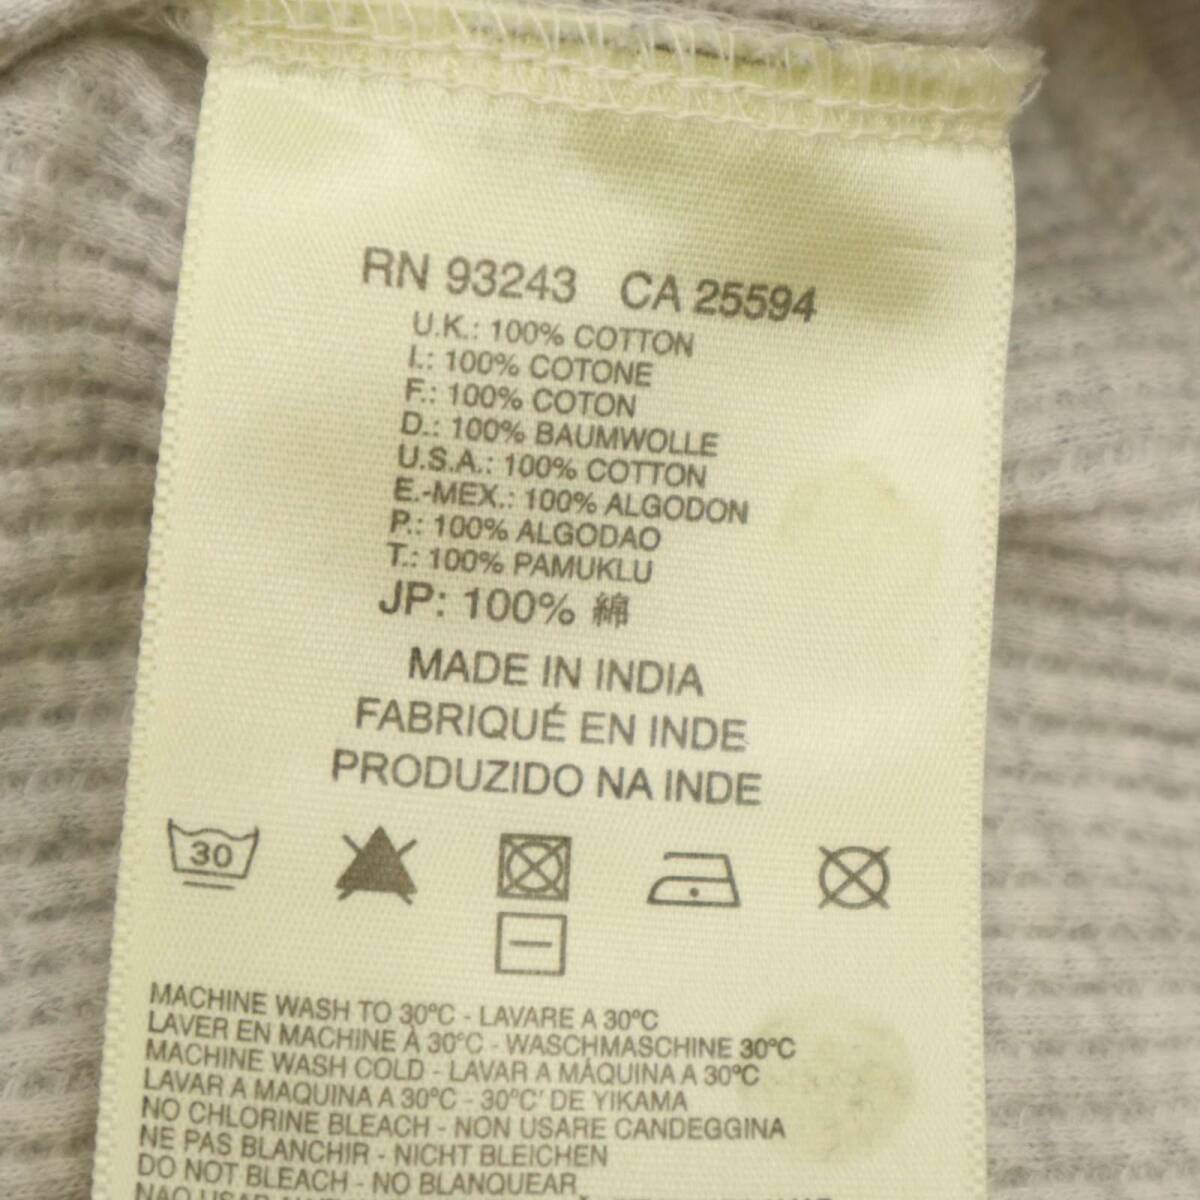 RN 93243 CA 25594
U.K.: 100% COTTON
I.: 100% COTONE
F.: 100% COTON
D.: 100% BAUMWOLLE
U.S.A.: 100% COTTON
E.-MEX.: 100% ALGODON
P.: 100% ALGODAO
T.: 100% PAMUKLU
JP: 100% 綿
MADE IN INDIA
FABRIQUÉ EN INDE
PRODUZIDO NA INDE
30
MACHINE WASH TO 30°C - LAVARE A 30°C
LAVER EN MACHINE À 30°C - WASCHMASCHINE 30°C
MACHINE WASH COLD - LAVAR A MÁQUINA A 30°C
LAVAR A MAQUINA A 30°C - 30°C' DE YIKAMA
NO CHLORINE BLEACH - NON USARE CANDEGGINA
NE PAS BLANCHIR - NICHT BLEICHEN
DO NOT BLEACH - NO BLANQUEAR
NAO USAR